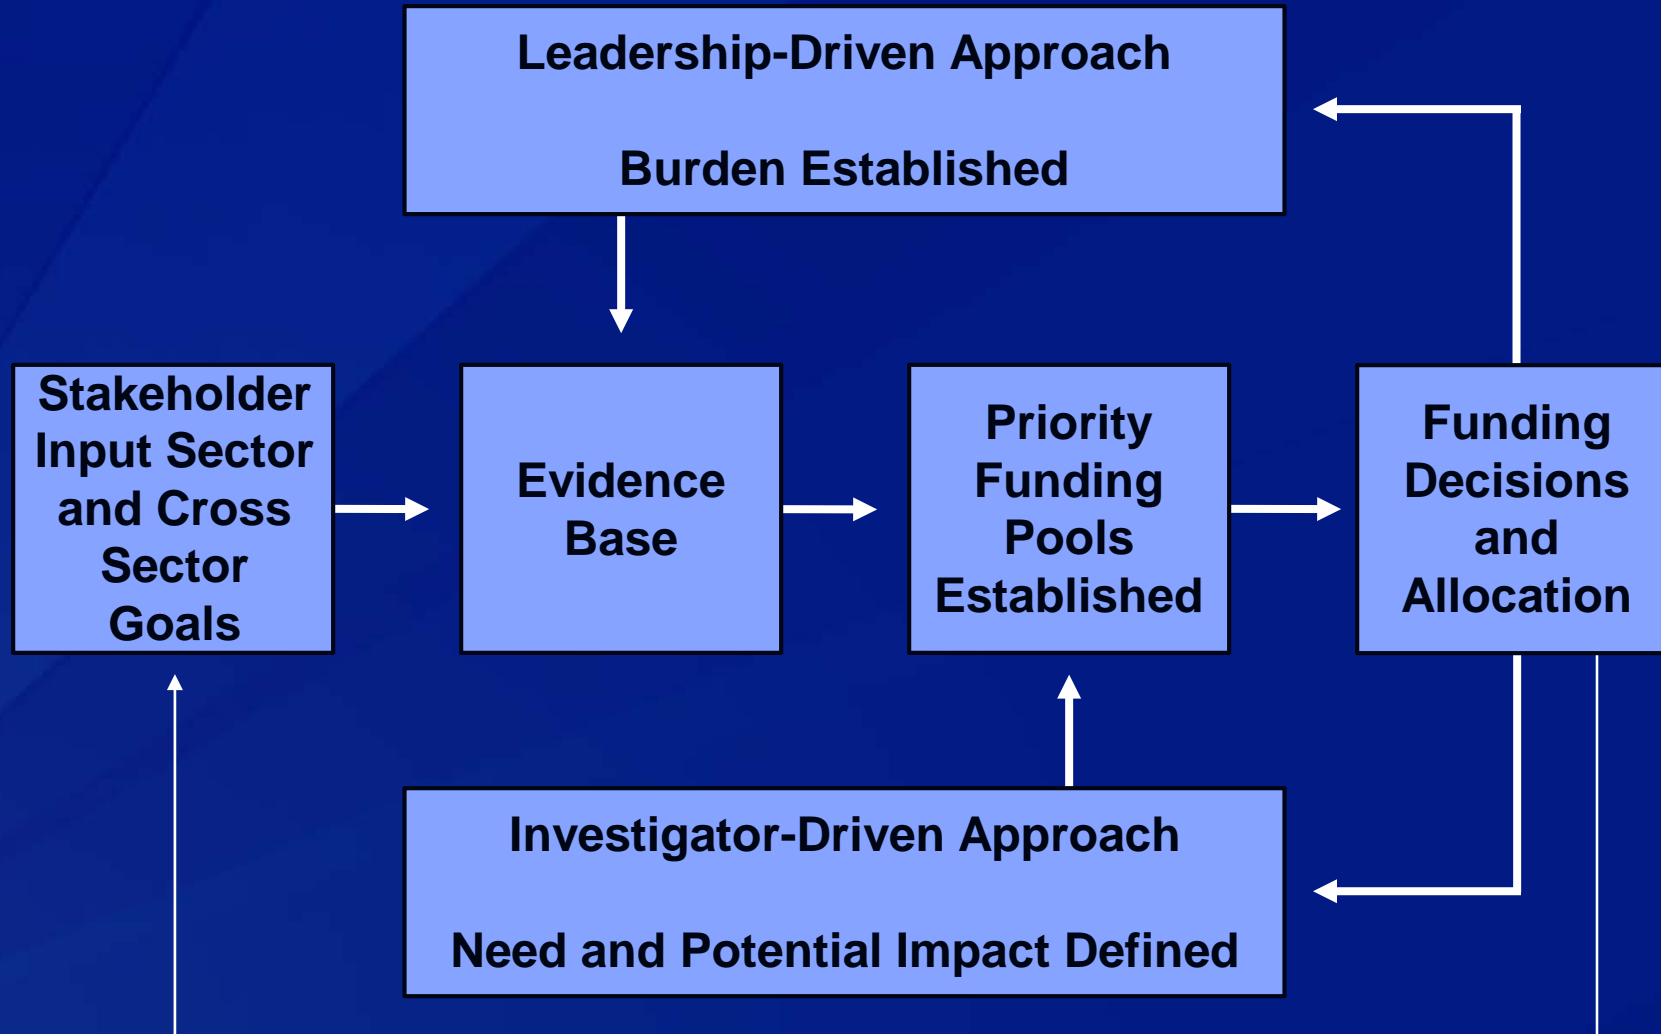 Leadership-Driven Approach
Burden Established
Stakeholder
Input Sector
and Cross
Sector
Goals
Evidence
Base
Priority
Funding
Pools
Established
Funding
Decisions
and
Allocation
Investigator-Driven Approach
Need and Potential Impact Defined